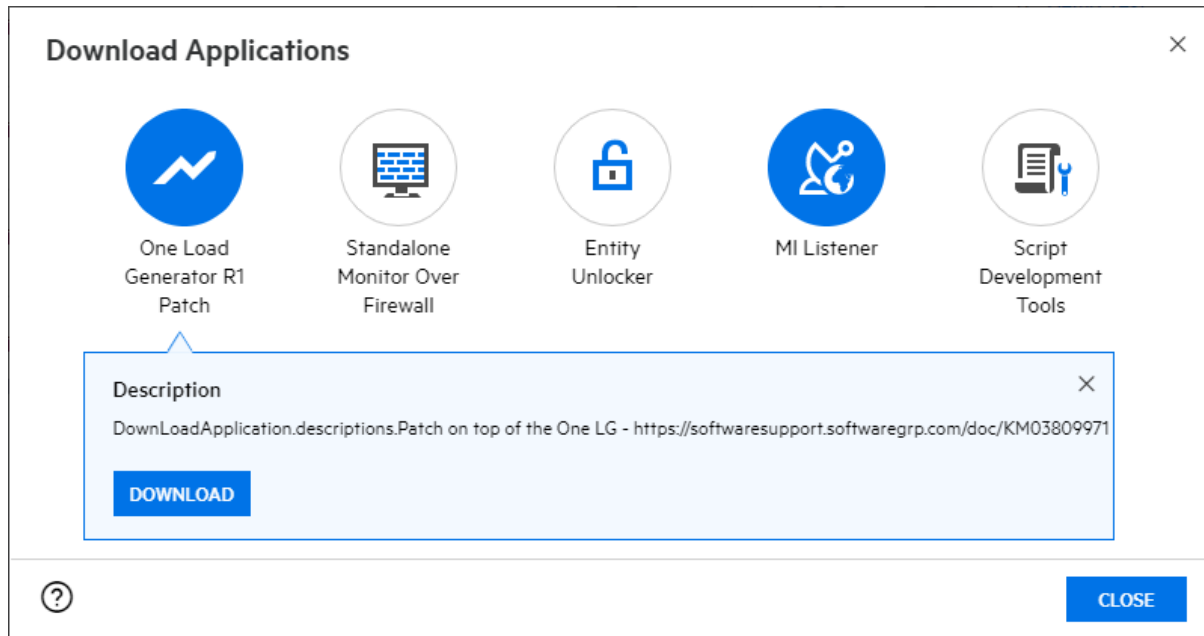 Download Applications
One Load
Generator R1
Patch
Standalone
Monitor Over
Firewall
Entity
Unlocker
MI Listener
Script
Development
Tools
Description
DownLoadApplication.descriptions.Patch on top of the One LG - https://softwaresupport.softwaregrp.com/doc/KM03809971
DOWNLOAD
CLOSE